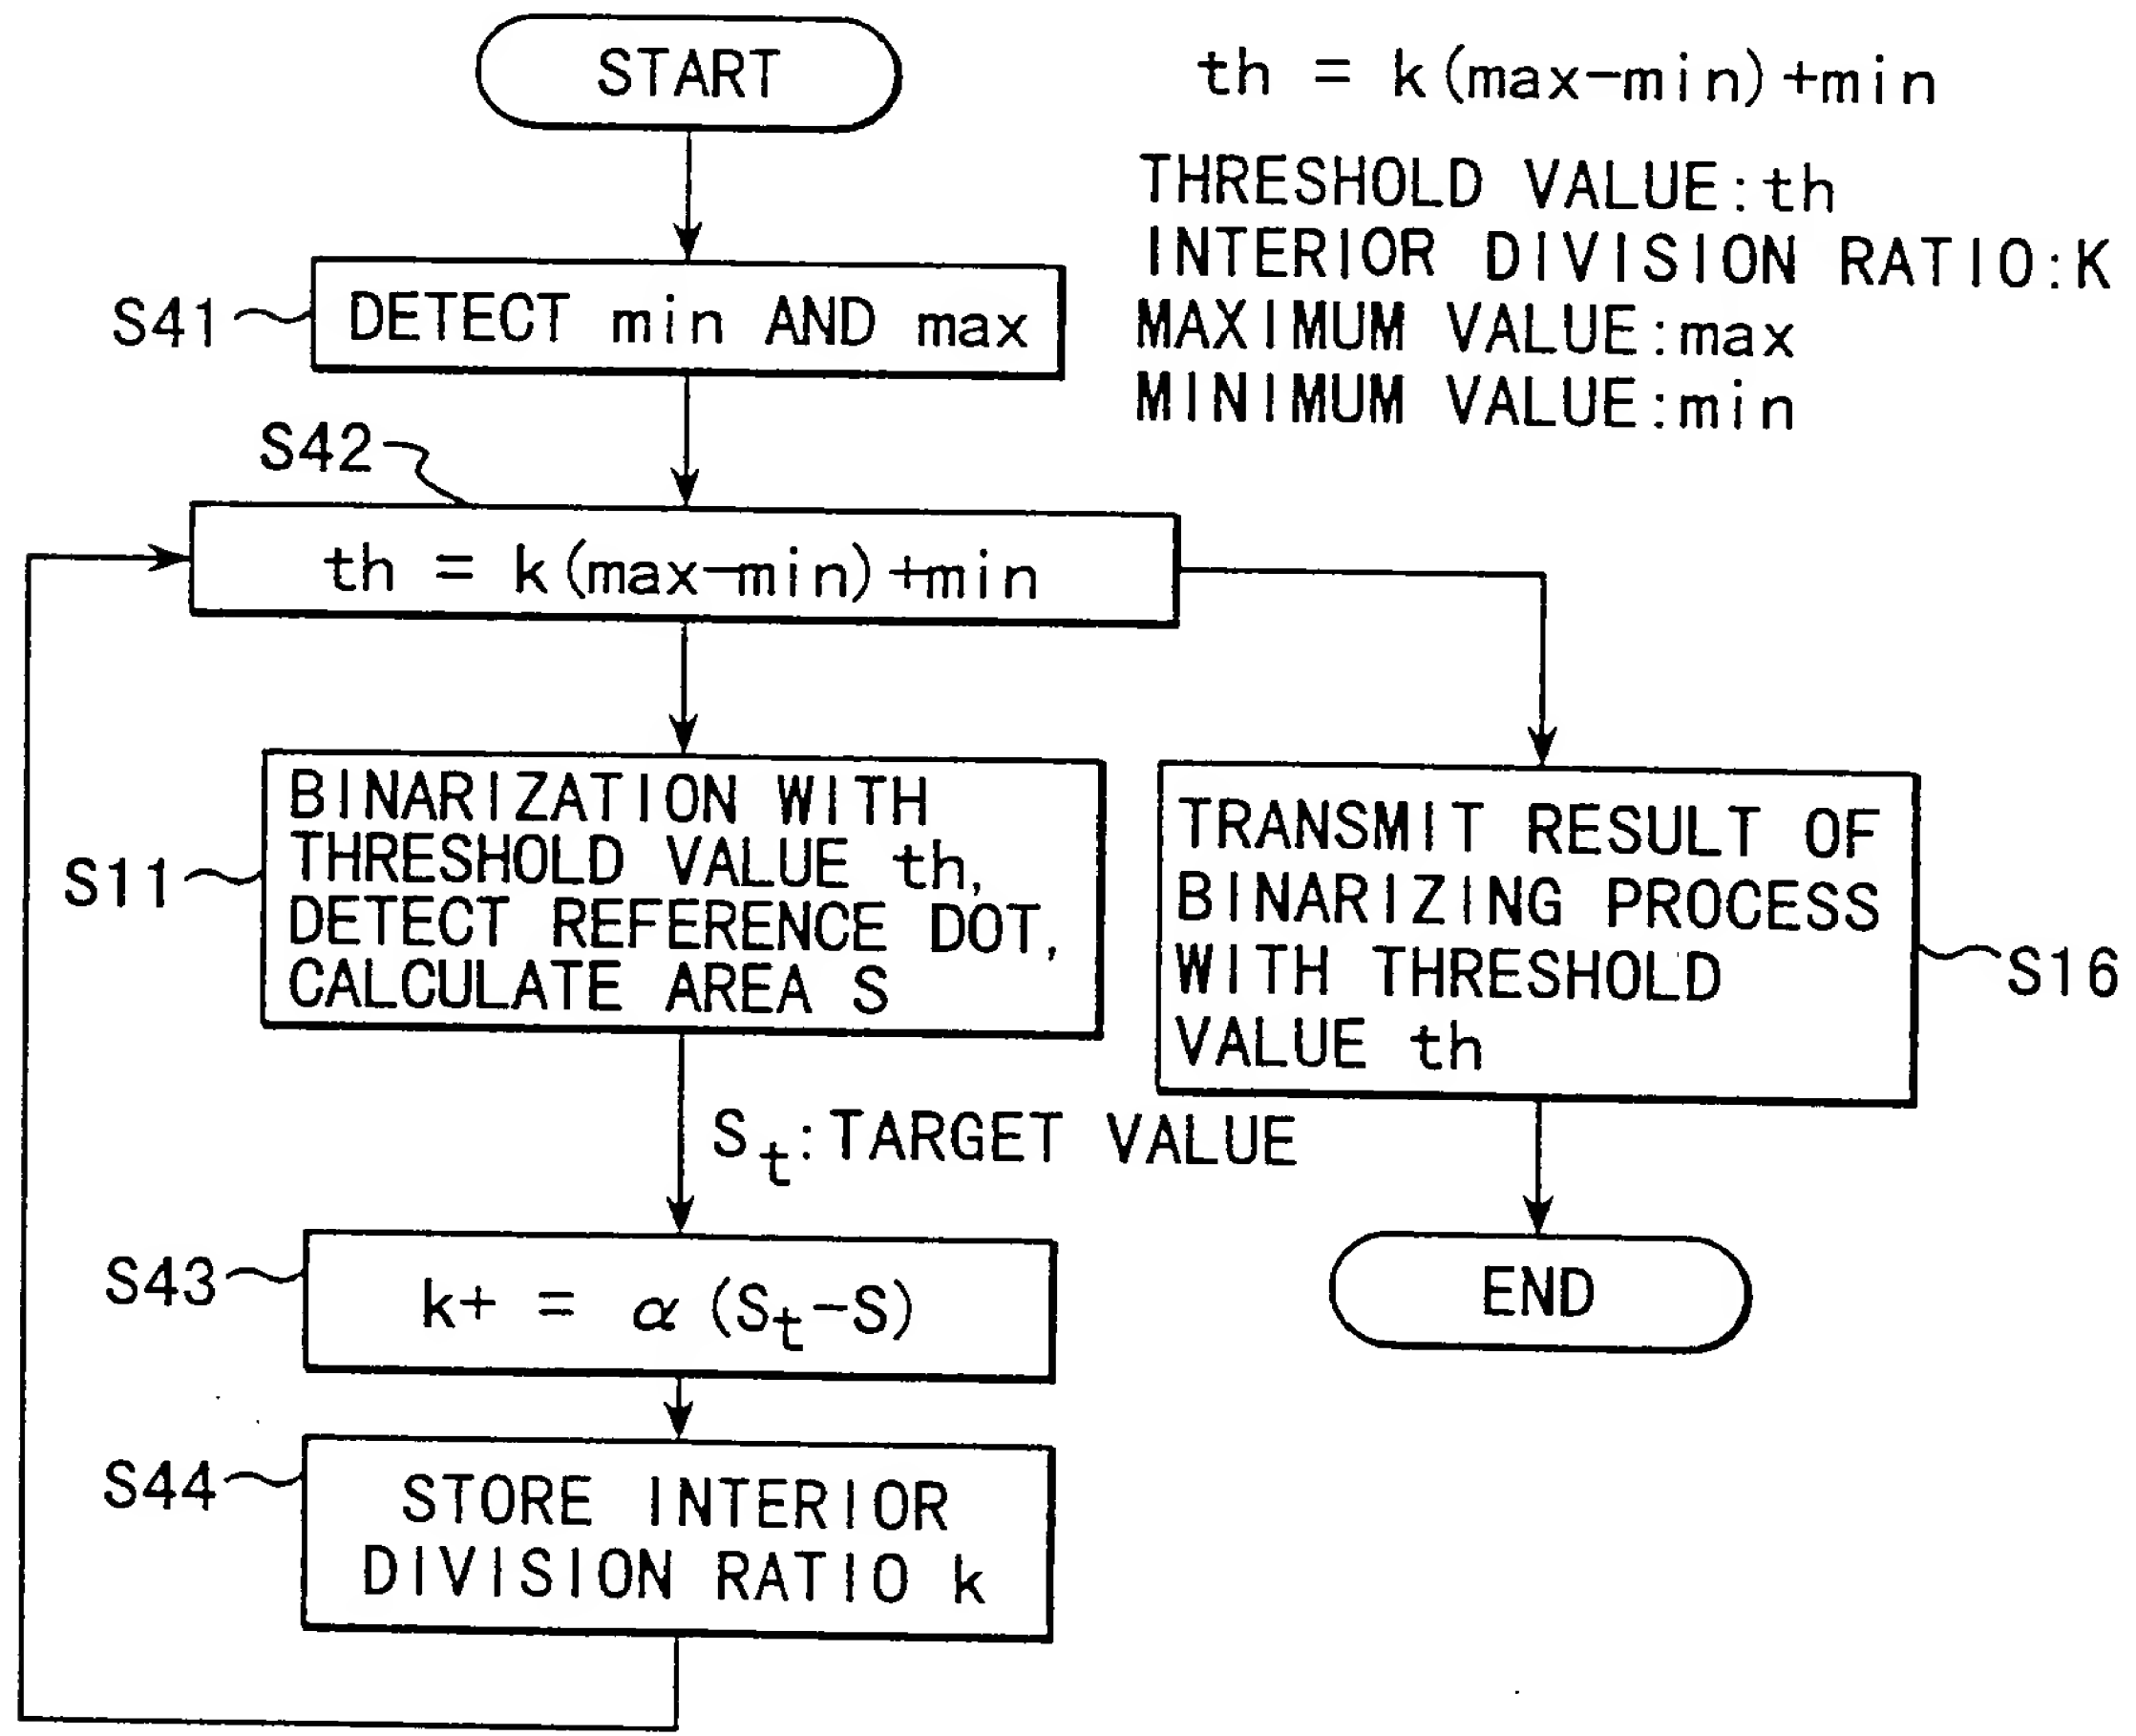 START
th = k(max-min)+min
THRESHOLD VALUE:th
INTERIOR DIVISION RATIO:K
MAXIMUM VALUE:max
MINIMUM VALUE:min
S41
DETECT min AND max
S42
th = k(max-min)+min
S11
BINARIZATION WITH
THRESHOLD VALUE th,
DETECT REFERENCE DOT,
CALCULATE AREA S
TRANSMIT RESULT OF
BINARIZING PROCESS
WITH THRESHOLD
VALUE th
S16
St:TARGET VALUE
S43
k+ = α(St-S)
END
S44
STORE INTERIOR
DIVISION RATIO k